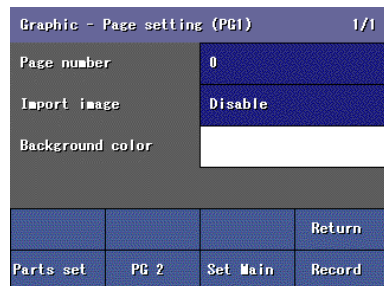 Graphic - Page setting (PG1) 1/1
Page number 0
Import image Disable
Background color
Return
Parts set PG 2 Set Main Record